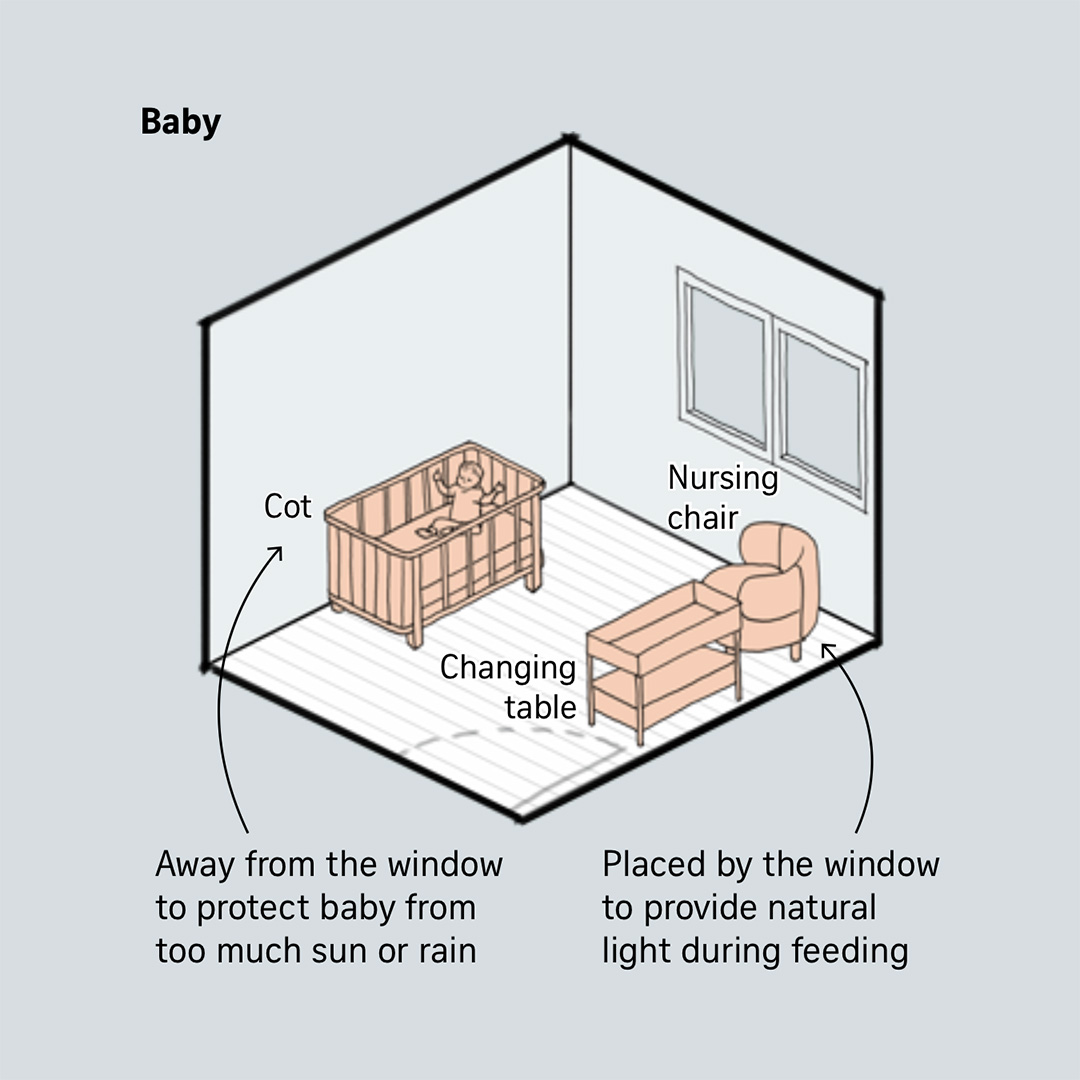 Baby
Nursing
chair
Cot
Changing
table
Away from the window
to protect baby from
too much sun or rain
Placed by the window
to provide natural
light during feeding